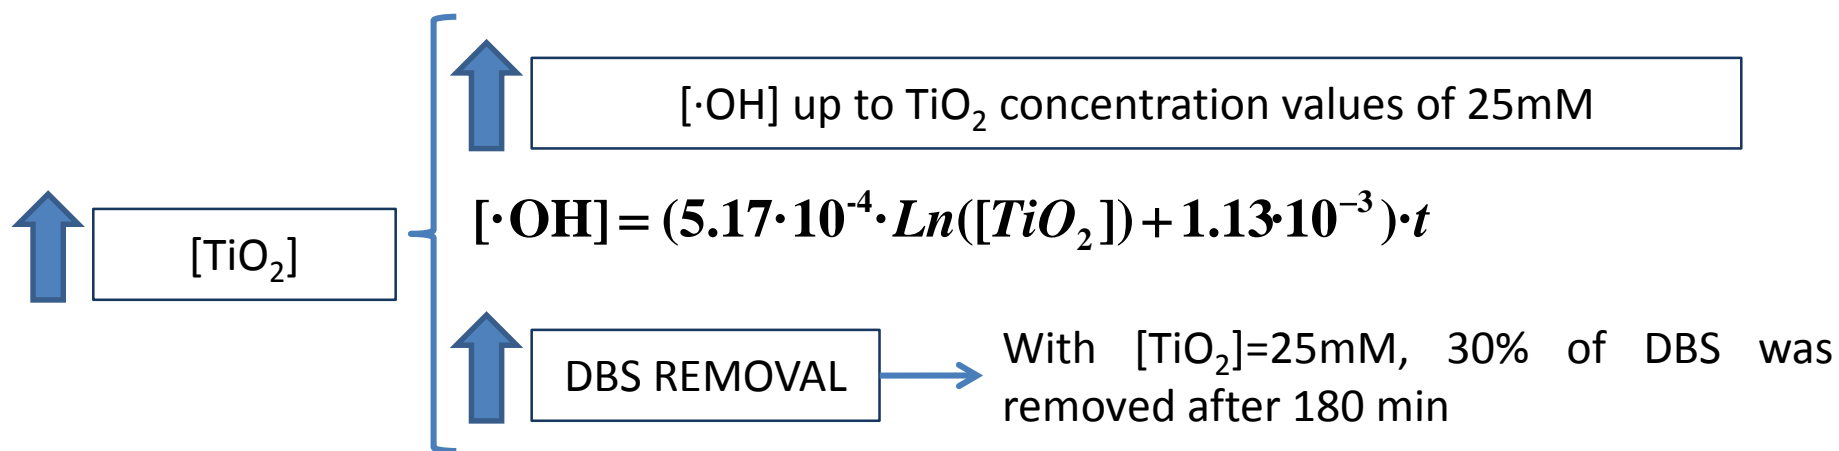 [·OH] up to TiO₂ concentration values of 25mM
[TiO₂]
[·OH] = (5.17·10⁻⁴·Ln([TiO₂]) + 1.13·10⁻³)·t
DBS REMOVAL
With [TiO₂]=25mM, 30% of DBS was
removed after 180 min